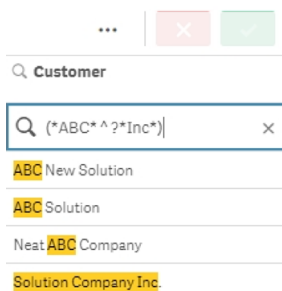 Customer
(*ABC* ^ ?*Inc*)
ABC New Solution
ABC Solution
Neat ABC Company
Solution Company Inc.